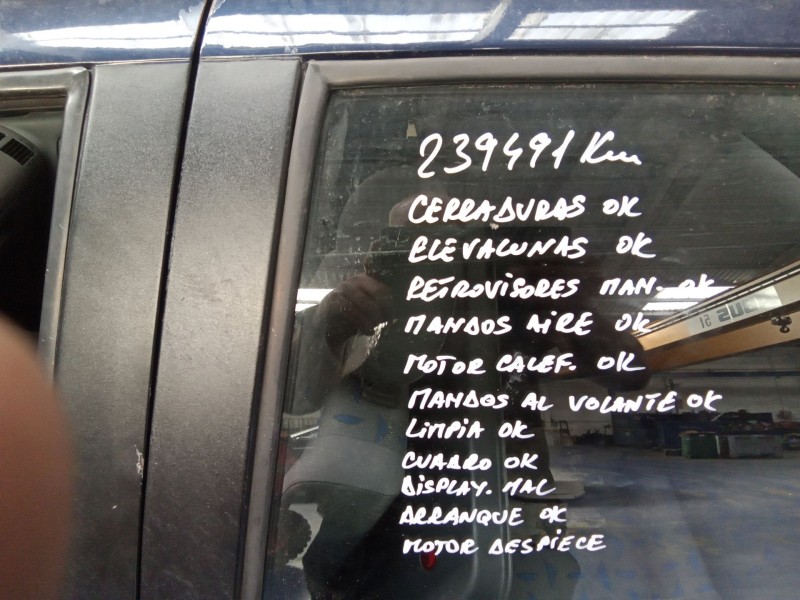 239491 Km
CERRADURAS OK
ELEVALUNAS OK
RETROVISORES MAN. OK
MANDOS AIRE OK
MOTOR CALEF. OK
MANDOS AL VOLANTE OK
LIMPIA OK
CUADRO OK
DISPLAY. MAL
ARRANQUE OK
MOTOR DESPIECE